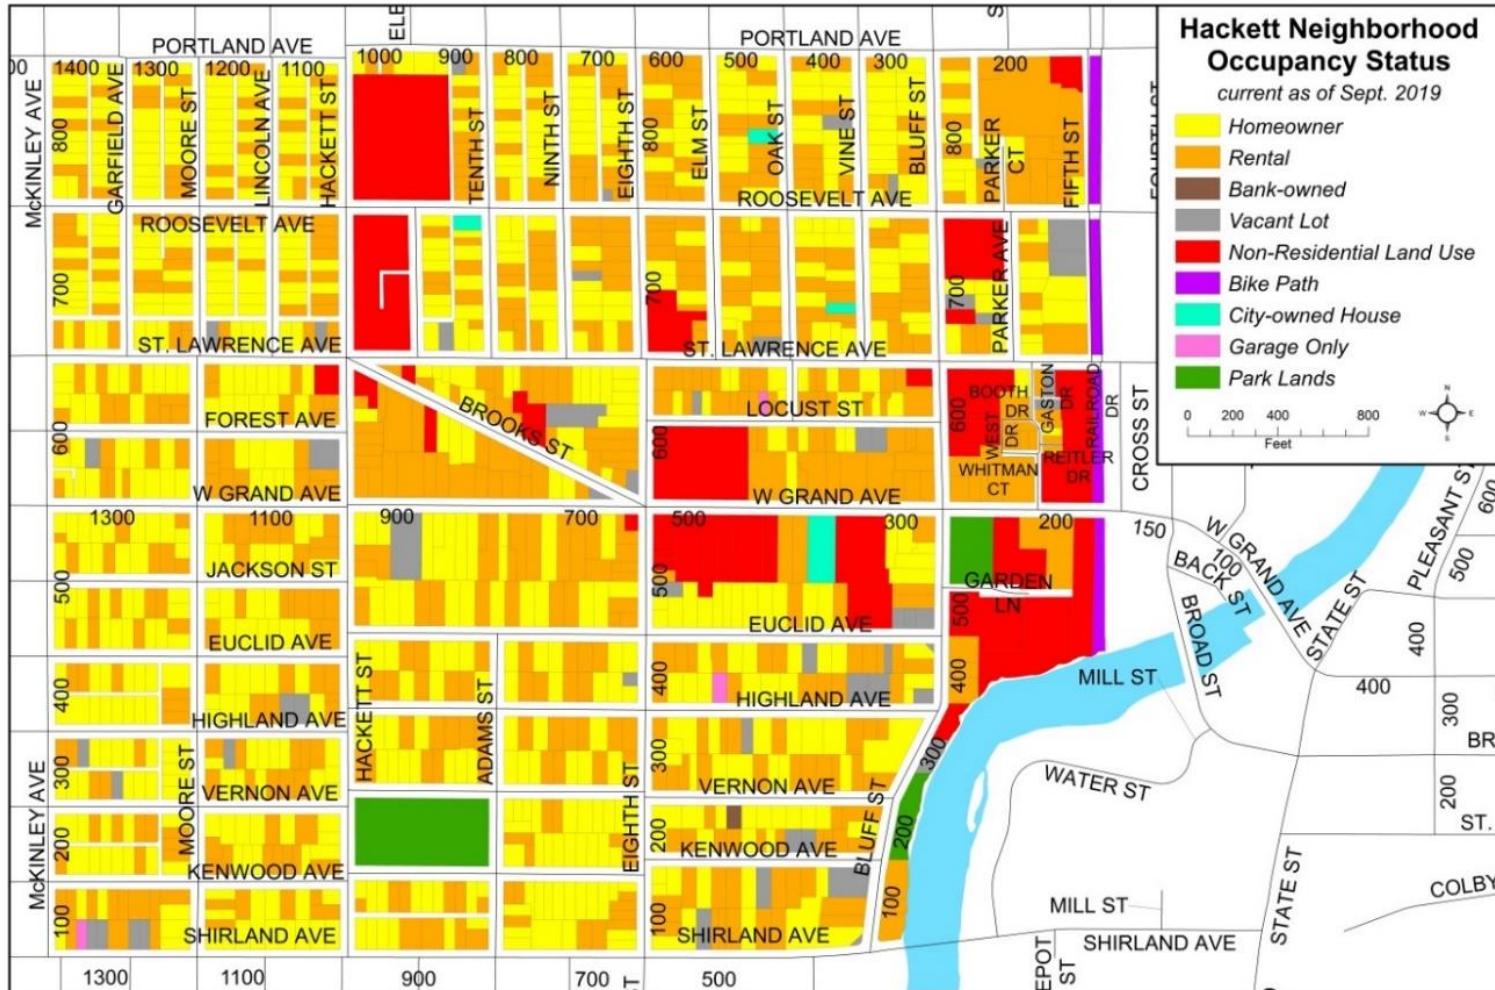 Hackett Neighborhood
Occupancy Status
current as of Sept. 2019
Homeowner
Rental
Bank-owned
Vacant Lot
Non-Residential Land Use
Bike Path
City-owned House
Garage Only
Park Lands
N
W E
S
0 200 400 800
Feet
PORTLAND AVE
PORTLAND AVE
1400 1300 1200 1100 1000 900 800 700 600 500 400 300 200
McKINLEY AVE
800
GARFIELD AVE
MOORE ST
LINCOLN AVE
HACKETT ST
TENTH ST
NINTH ST
EIGHTH ST
800
ELM ST
OAK ST
VINE ST
BLUFF ST
800
PARKER
CT
FIFTH ST
ROOSEVELT AVE
ROOSEVELT AVE
700
700
700
PARKER AVE
ST. LAWRENCE AVE
ST. LAWRENCE AVE
BROOKS ST
FOREST AVE
LOCUST ST
600
600
600
BOOTH
DR
WEST
DR
GASTON
DR
RAILROAD
DR
CROSS ST
WHITMAN
CT
REITLER
DR
W GRAND AVE
W GRAND AVE
1300 1100 900 700 500 300 200
150
W GRAND AVE
100
BACK ST
PLEASANT ST
600
500
JACKSON ST
500
500
GARDEN
LN
500
BROAD ST
STATE ST
400
EUCLID AVE
EUCLID AVE
400
HACKETT ST
ADAMS ST
400
400
MILL ST
400
300
HIGHLAND AVE
HIGHLAND AVE
BR
300
MOORE ST
300
300
WATER ST
VERNON AVE
VERNON AVE
200
ST.
McKINLEY AVE
200
EIGHTH ST
200
BLUFF ST
200
KENWOOD AVE
KENWOOD AVE
STATE ST
COLBY
100
100
100
MILL ST
SHIRLAND AVE
SHIRLAND AVE
SHIRLAND AVE
EPOT
ST
1300 1100 900 700 500